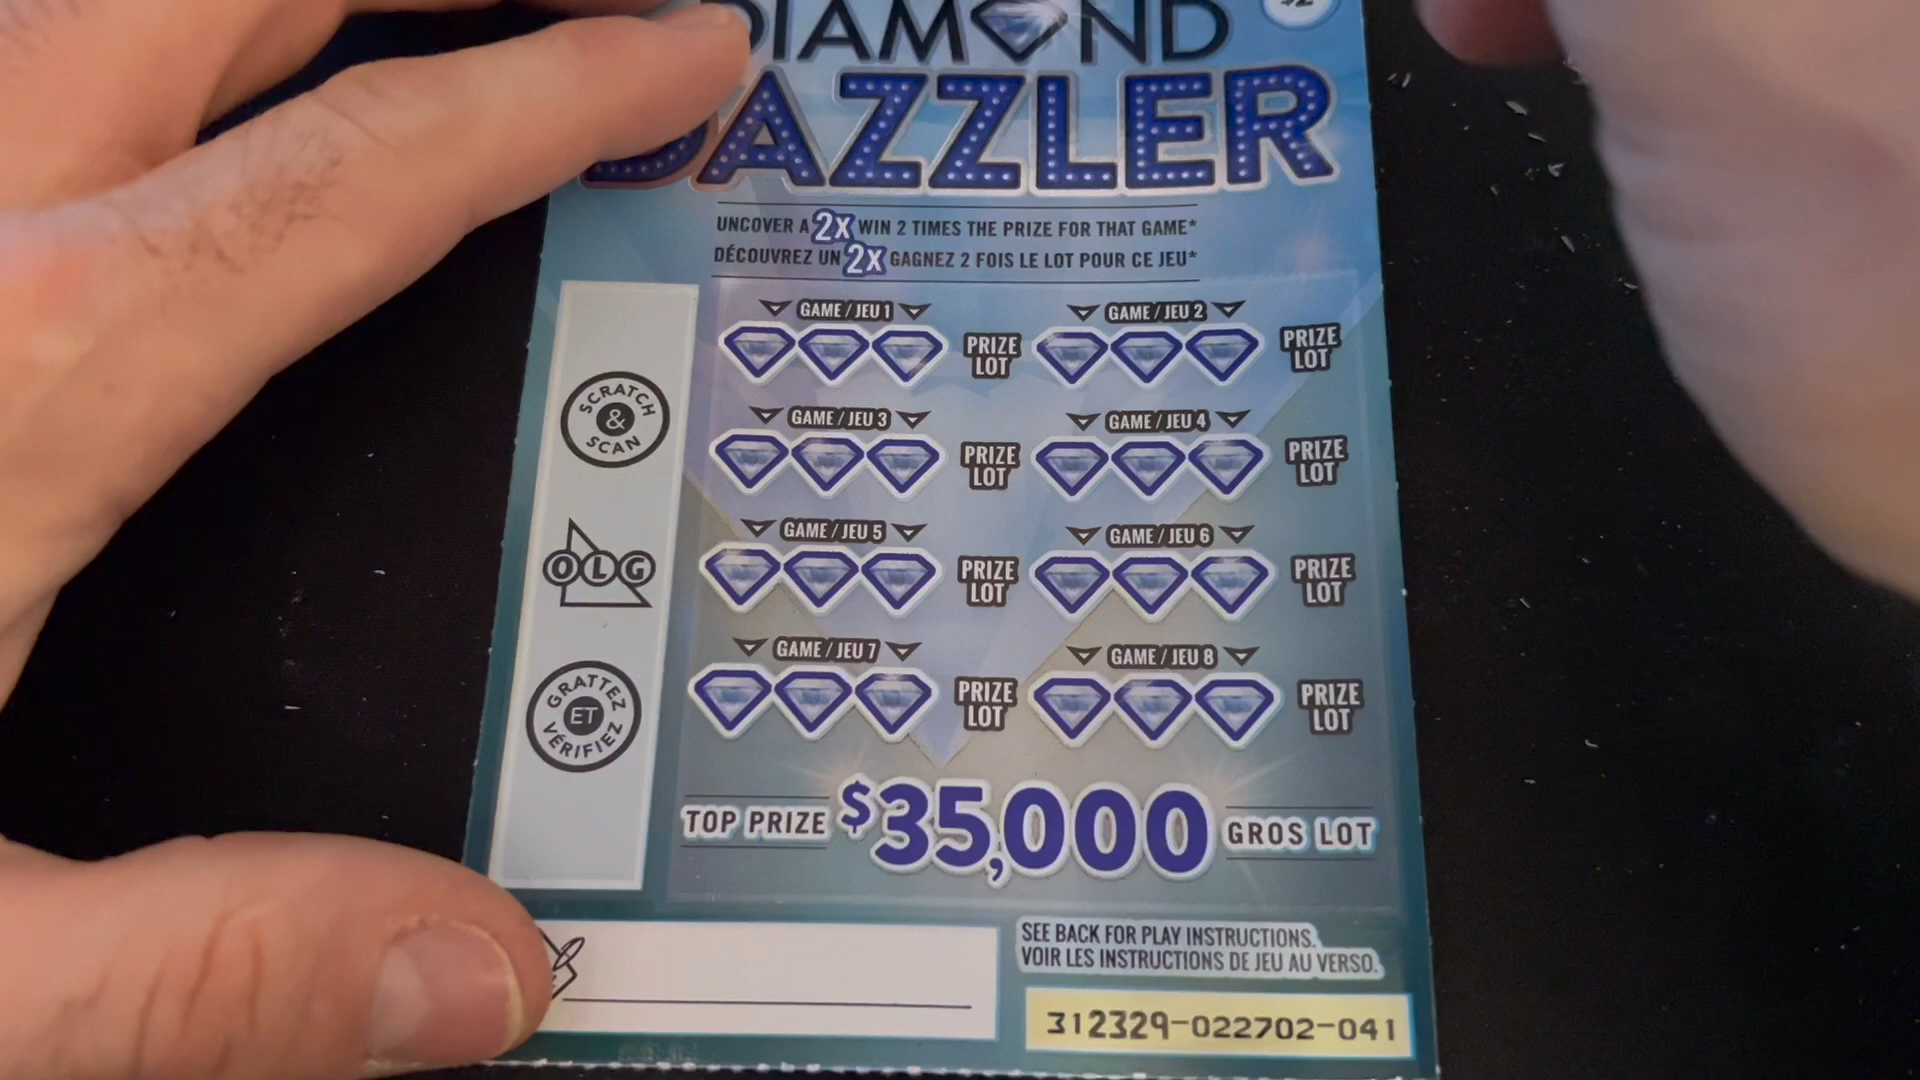 DIAMOND $2
DAZZLER
UNCOVER A 2X WIN 2 TIMES THE PRIZE FOR THAT GAME*
DÉCOUVREZ UN 2X GAGNEZ 2 FOIS LE LOT POUR CE JEU*
GAME / JEU 1
PRIZE
LOT
GAME / JEU 2
PRIZE
LOT
GAME / JEU 3
PRIZE
LOT
GAME / JEU 4
PRIZE
LOT
GAME / JEU 5
PRIZE
LOT
GAME / JEU 6
PRIZE
LOT
GAME / JEU 7
PRIZE
LOT
GAME / JEU 8
PRIZE
LOT
SCRATCH
&
SCAN
OLG
GRATTEZ
ET
VÉRIFIEZ
TOP PRIZE $35,000 GROS LOT
SEE BACK FOR PLAY INSTRUCTIONS.
VOIR LES INSTRUCTIONS DE JEU AU VERSO.
312329-022702-041